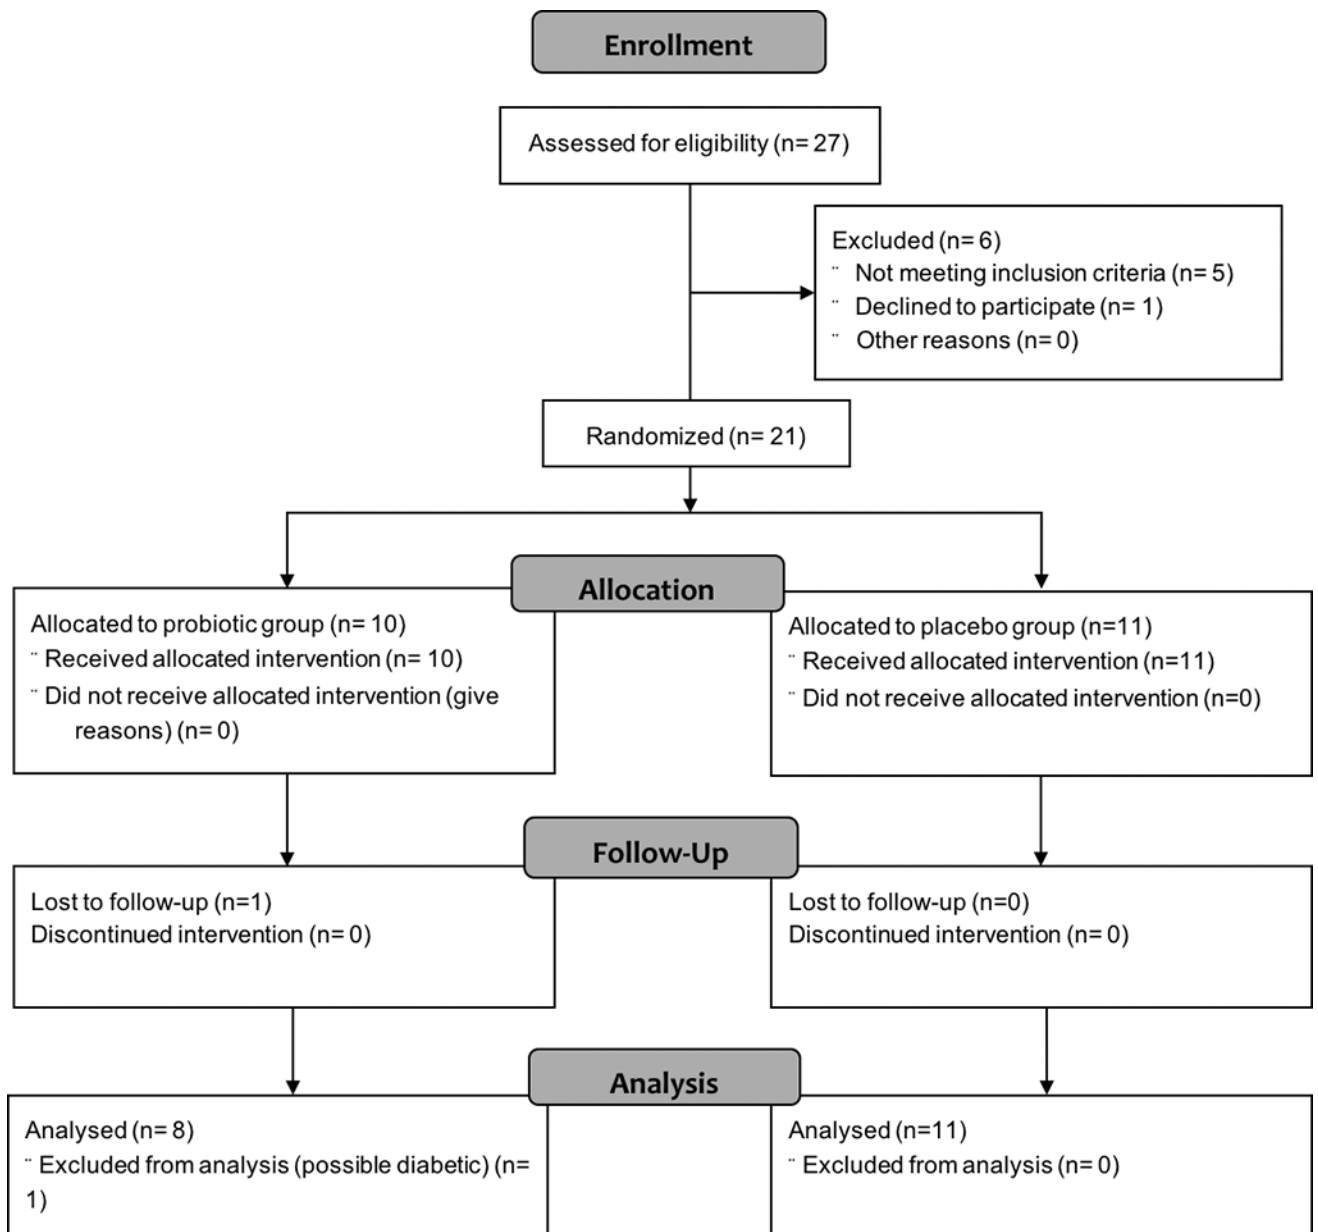 Enrollment
Assessed for eligibility (n= 27)
Excluded (n= 6)
¨ Not meeting inclusion criteria (n= 5)
¨ Declined to participate (n= 1)
¨ Other reasons (n= 0)
Randomized (n= 21)
Allocation
Allocated to probiotic group (n= 10)
¨ Received allocated intervention (n= 10)
¨ Did not receive allocated intervention (give
reasons) (n= 0)
Allocated to placebo group (n=11)
¨ Received allocated intervention (n=11)
¨ Did not receive allocated intervention (n=0)
Follow-Up
Lost to follow-up (n=1)
Discontinued intervention (n= 0)
Lost to follow-up (n=0)
Discontinued intervention (n= 0)
Analysis
Analysed (n= 8)
¨ Excluded from analysis (possible diabetic) (n=
1)
Analysed (n=11)
¨ Excluded from analysis (n= 0)